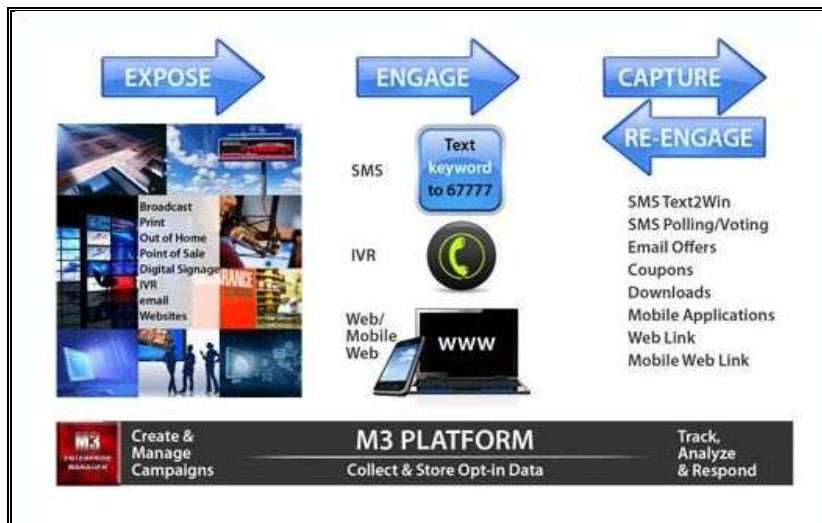 EXPOSE
ENGAGE
CAPTURE
RE-ENGAGE
Broadcast
Print
Out of Home
Point of Sale
Digital Signage
IVR
email
Websites
SMS
Text
keyword
to 67777
IVR
Web/
Mobile
Web
www
SMS Text2Win
SMS Polling/Voting
Email Offers
Coupons
Downloads
Mobile Applications
Web Link
Mobile Web Link
M3
ENTERPRISE
MANAGER
Create &
Manage
Campaigns
M3 PLATFORM
Collect & Store Opt-in Data
Track,
Analyze
& Respond